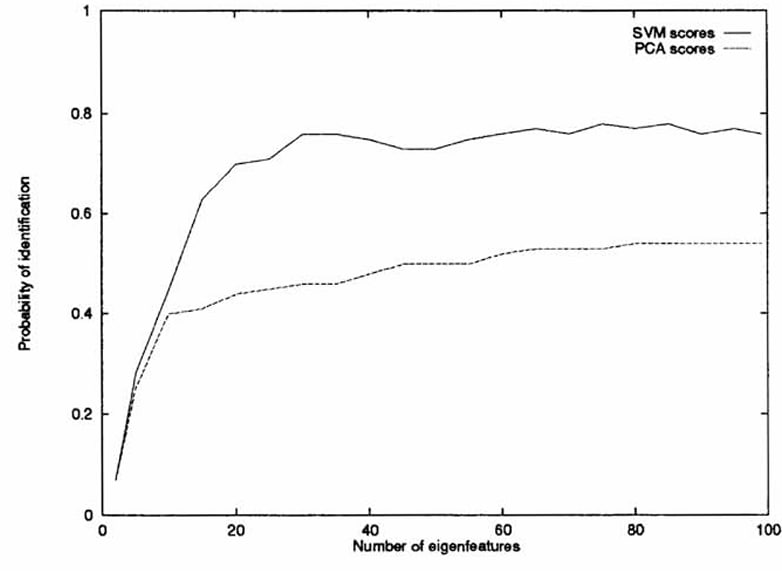 1
SVM scores
PCA scores
0.8
0.6
Probability of identification
0.4
0.2
0
0 20 40 60 80 100
Number of eigenfeatures